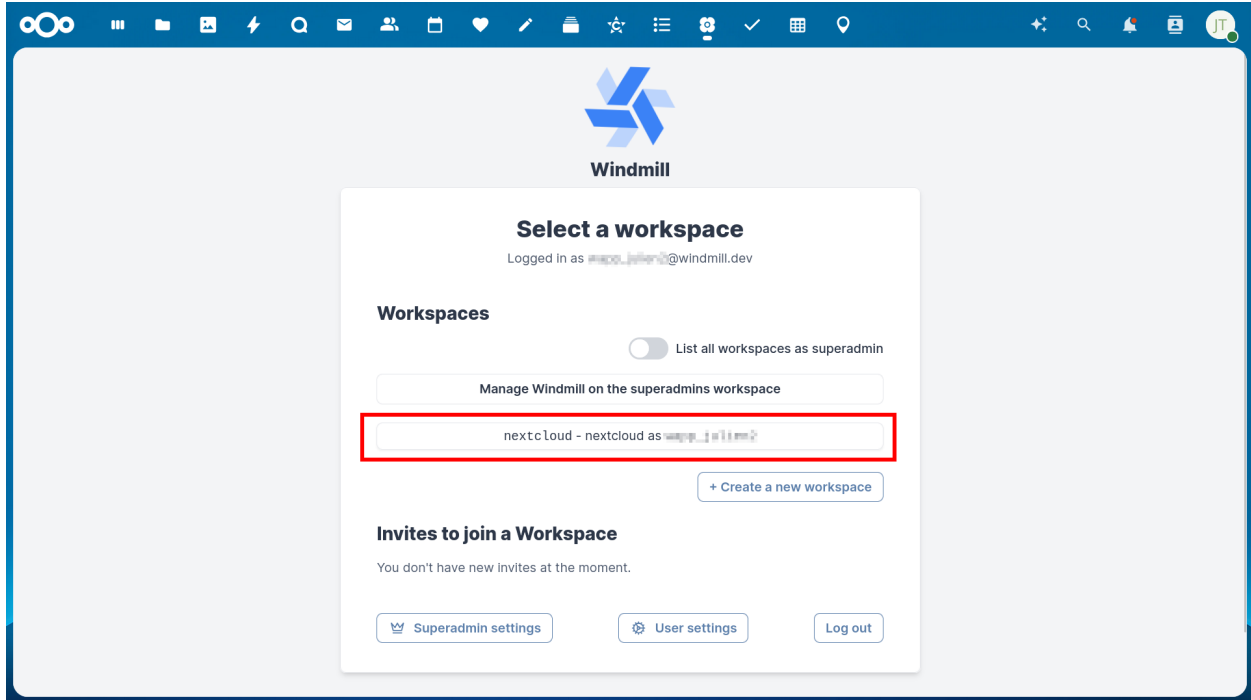 JT
Windmill
Select a workspace
Logged in as @windmill.dev
Workspaces
List all workspaces as superadmin
Manage Windmill on the superadmins workspace
nextcloud - nextcloud as
+ Create a new workspace
Invites to join a Workspace
You don't have new invites at the moment.
Superadmin settings
User settings
Log out